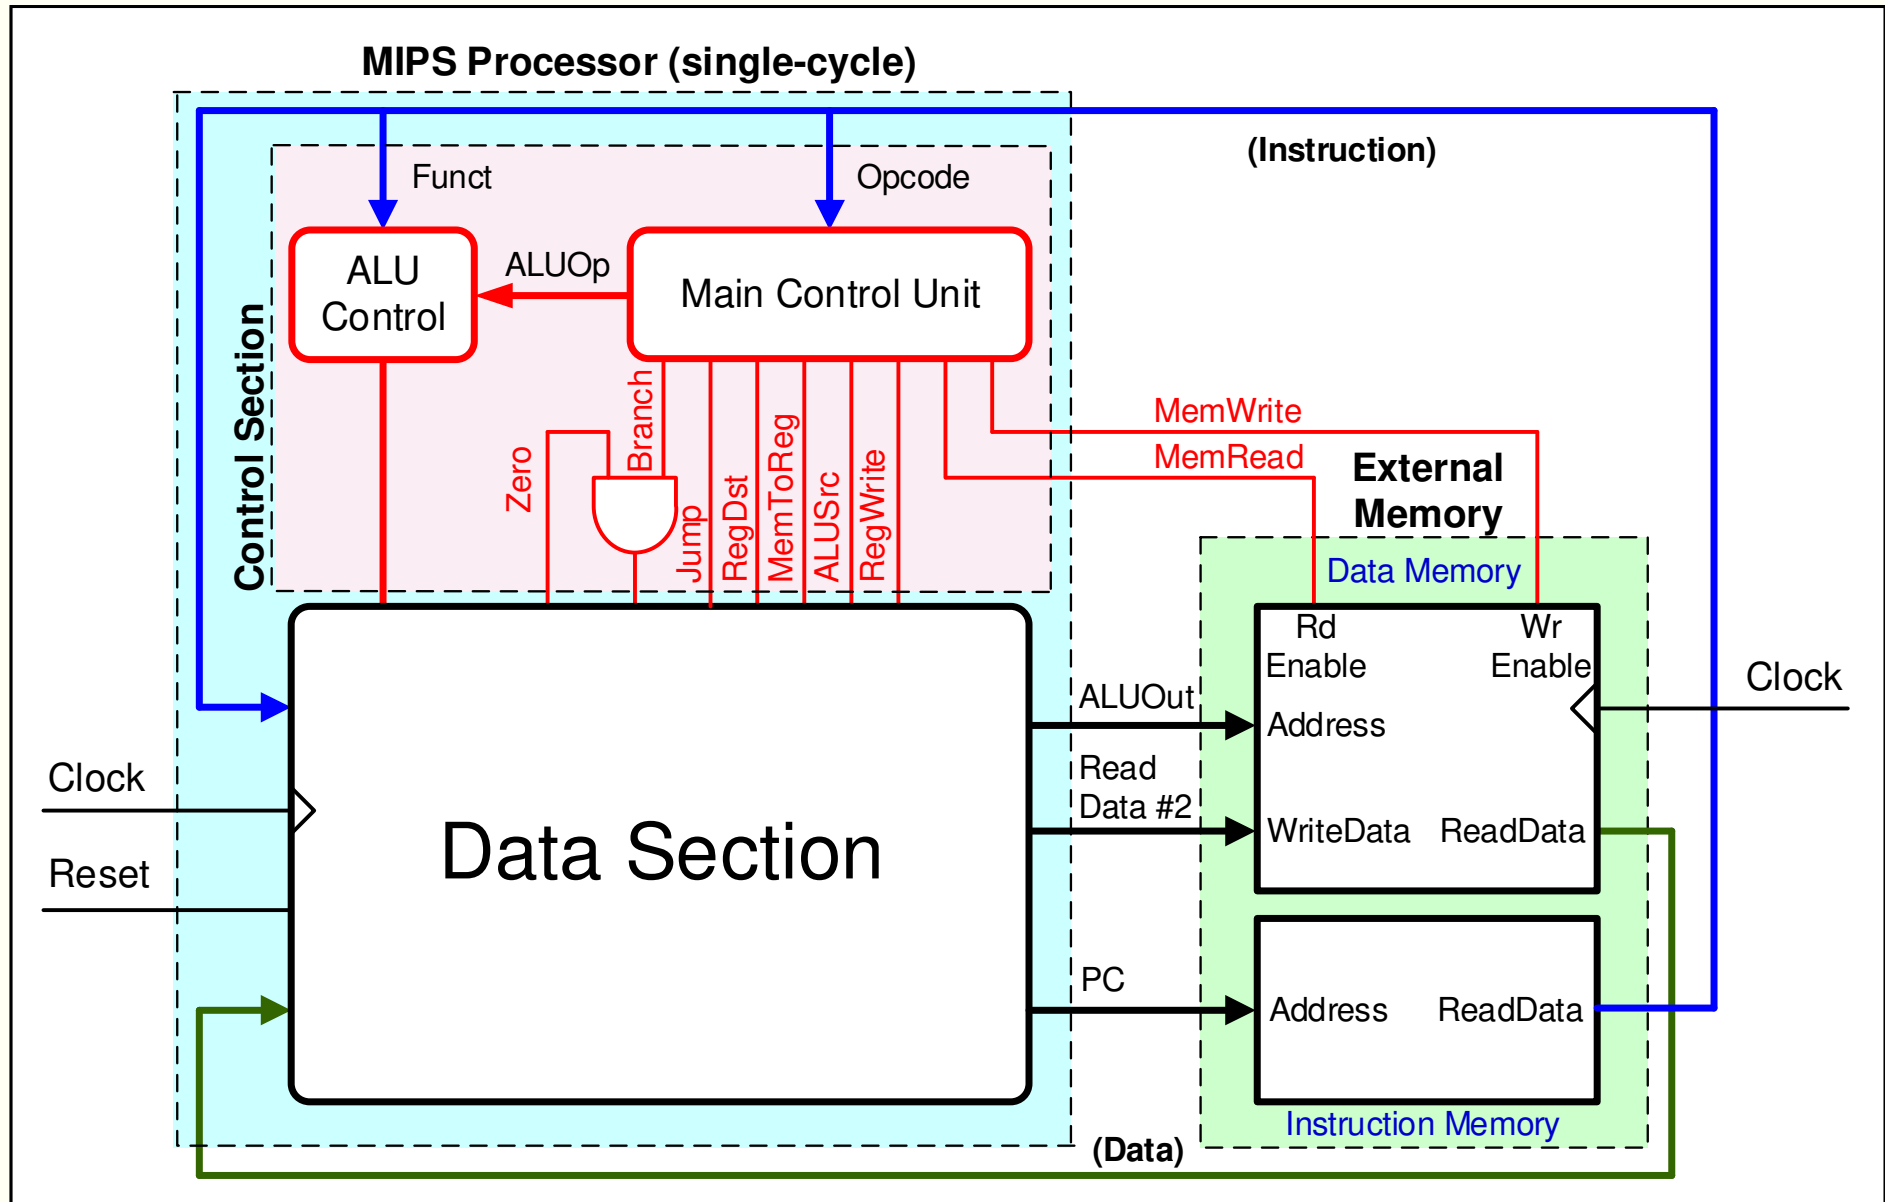 MIPS Processor (single-cycle)
(Instruction)
Funct
Opcode
ALU
Control
ALUOp
Main Control Unit
Control Section
Zero
Branch
Jump
RegDst
MemToReg
ALUSrc
RegWrite
MemWrite
MemRead
External
Memory
Data Memory
Rd
Enable
Wr
Enable
Clock
ALUOut
Address
Read
Data #2
WriteData
ReadData
Clock
Reset
Data Section
PC
Address
ReadData
Instruction Memory
(Data)